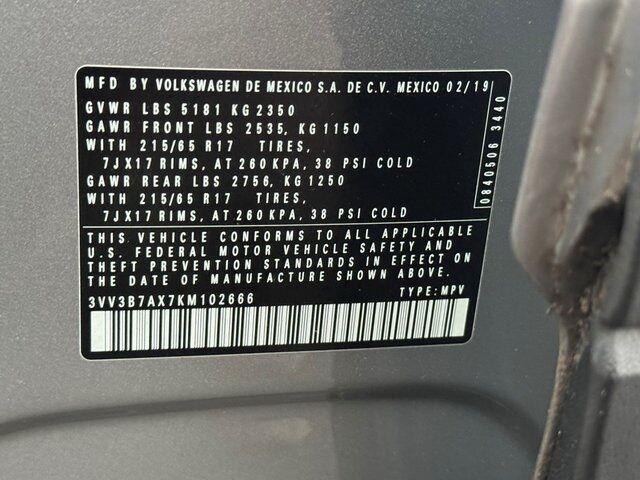 MFD BY VOLKSWAGEN DE MEXICO S.A. DE C.V. MEXICO 02/19
GVWR LBS 5181 KG 2350
GAWR FRONT LBS 2535, KG 1150
WITH 215/65 R17 TIRES,
7JX17 RIMS, AT 260 KPA, 38 PSI COLD
GAWR REAR LBS 2756, KG 1250
WITH 215/65 R17 TIRES,
7JX17 RIMS, AT 260 KPA, 38 PSI COLD
THIS VEHICLE CONFORMS TO ALL APPLICABLE
U.S. FEDERAL MOTOR VEHICLE SAFETY AND
THEFT PREVENTION STANDARDS IN EFFECT ON
THE DATE OF MANUFACTURE SHOWN ABOVE.
3VV3B7AX7KM102666 TYPE: MPV
0840506 3440